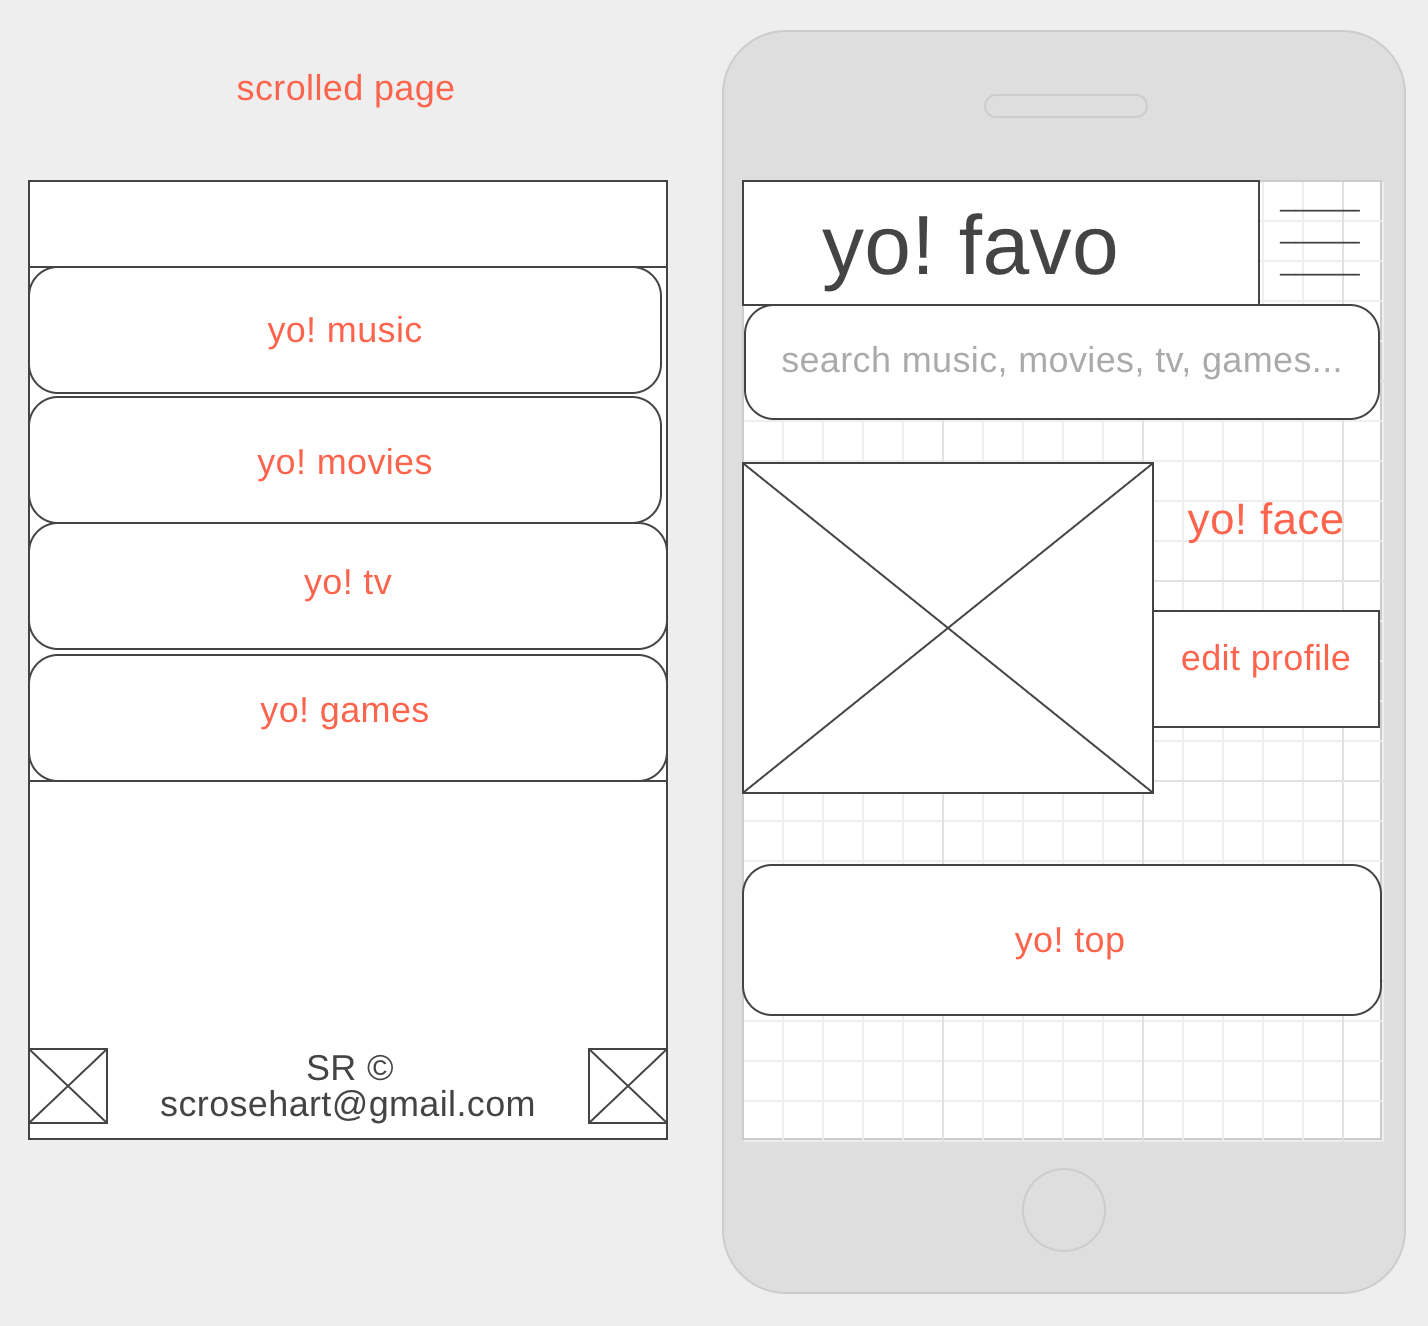 scrolled page
yo! music
yo! movies
yo! tv
yo! games
SR ©
scrosehart@gmail.com
yo! favo
search music, movies, tv, games...
yo! face
edit profile
yo! top